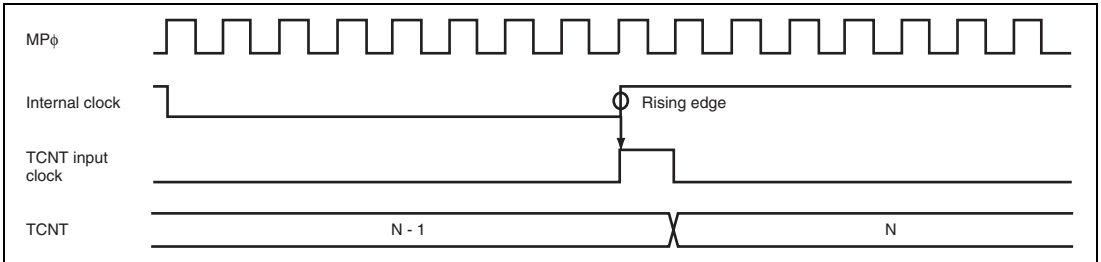 MPφ
Internal clock
Rising edge
TCNT input
clock
TCNT
N - 1
N